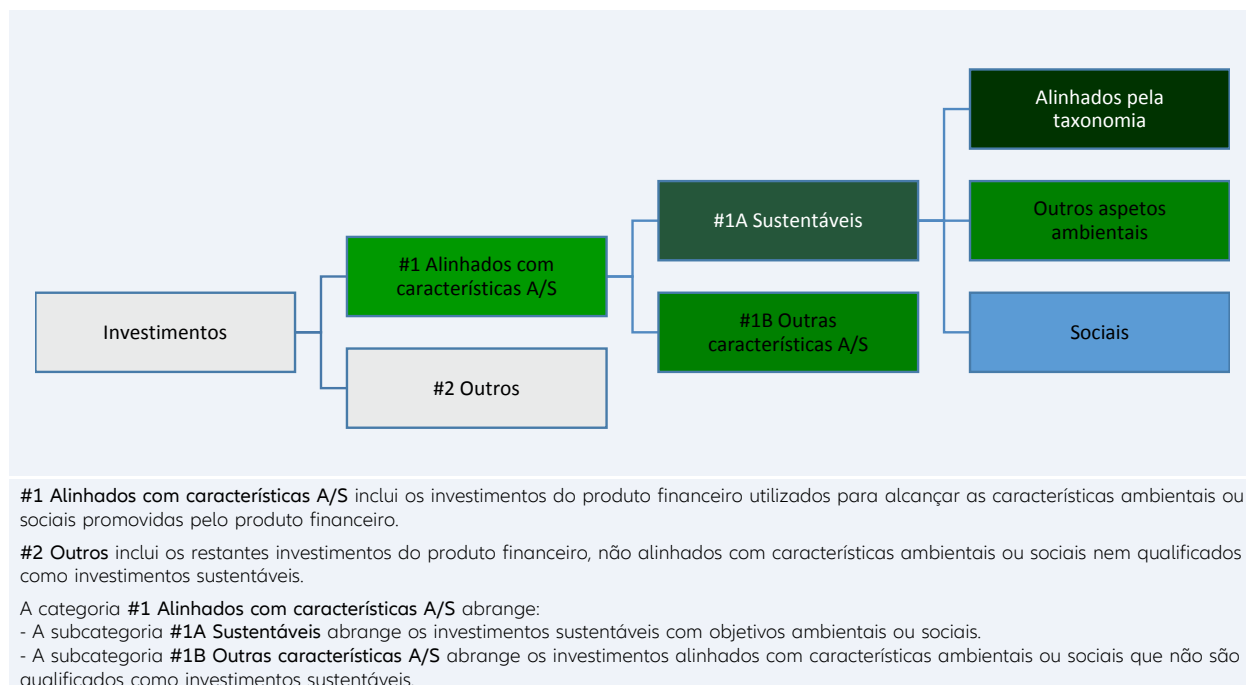 Alinhados pela
taxonomia
#1A Sustentáveis
Outros aspetos
ambientais
#1 Alinhados com
características A/S
Investimentos
#1B Outras
características A/S
Sociais
#2 Outros
#1 Alinhados com características A/S inclui os investimentos do produto financeiro utilizados para alcançar as características ambientais ou
sociais promovidas pelo produto financeiro.
#2 Outros inclui os restantes investimentos do produto financeiro, não alinhados com características ambientais ou sociais nem qualificados
como investimentos sustentáveis.
A categoria #1 Alinhados com características A/S abrange:
- A subcategoria #1A Sustentáveis abrange os investimentos sustentáveis com objetivos ambientais ou sociais.
- A subcategoria #1B Outras características A/S abrange os investimentos alinhados com características ambientais ou sociais que não são
qualificados como investimentos sustentáveis.